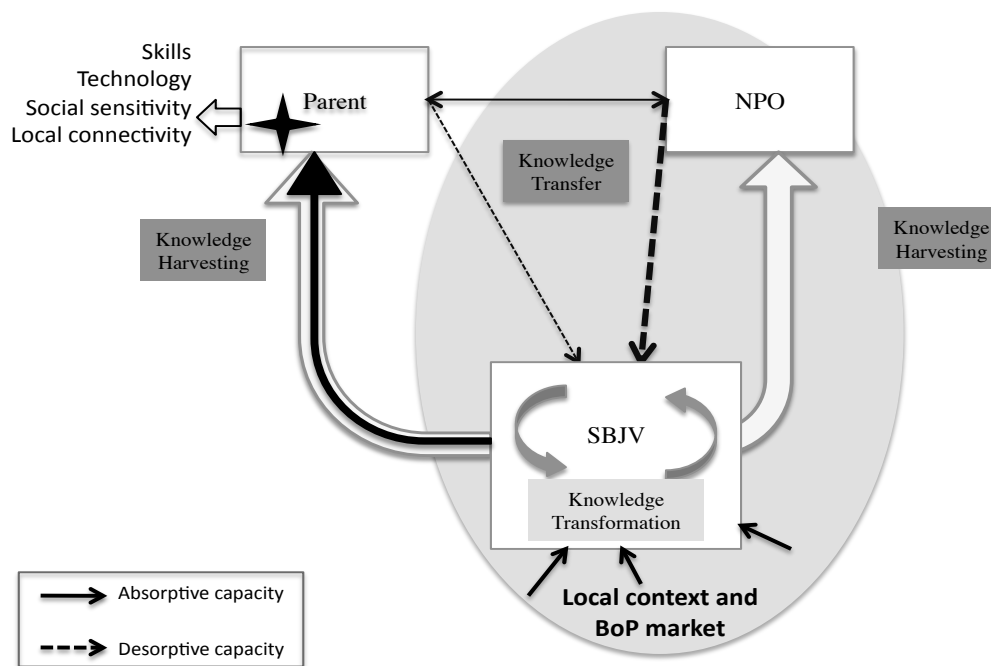 Skills
Technology
Social sensitivity
Local connectivity
Parent
NPO
Knowledge
Transfer
Knowledge
Harvesting
Knowledge
Harvesting
SBJV
Knowledge
Transformation
Local context and
BoP market
Absorptive capacity
Desorptive capacity